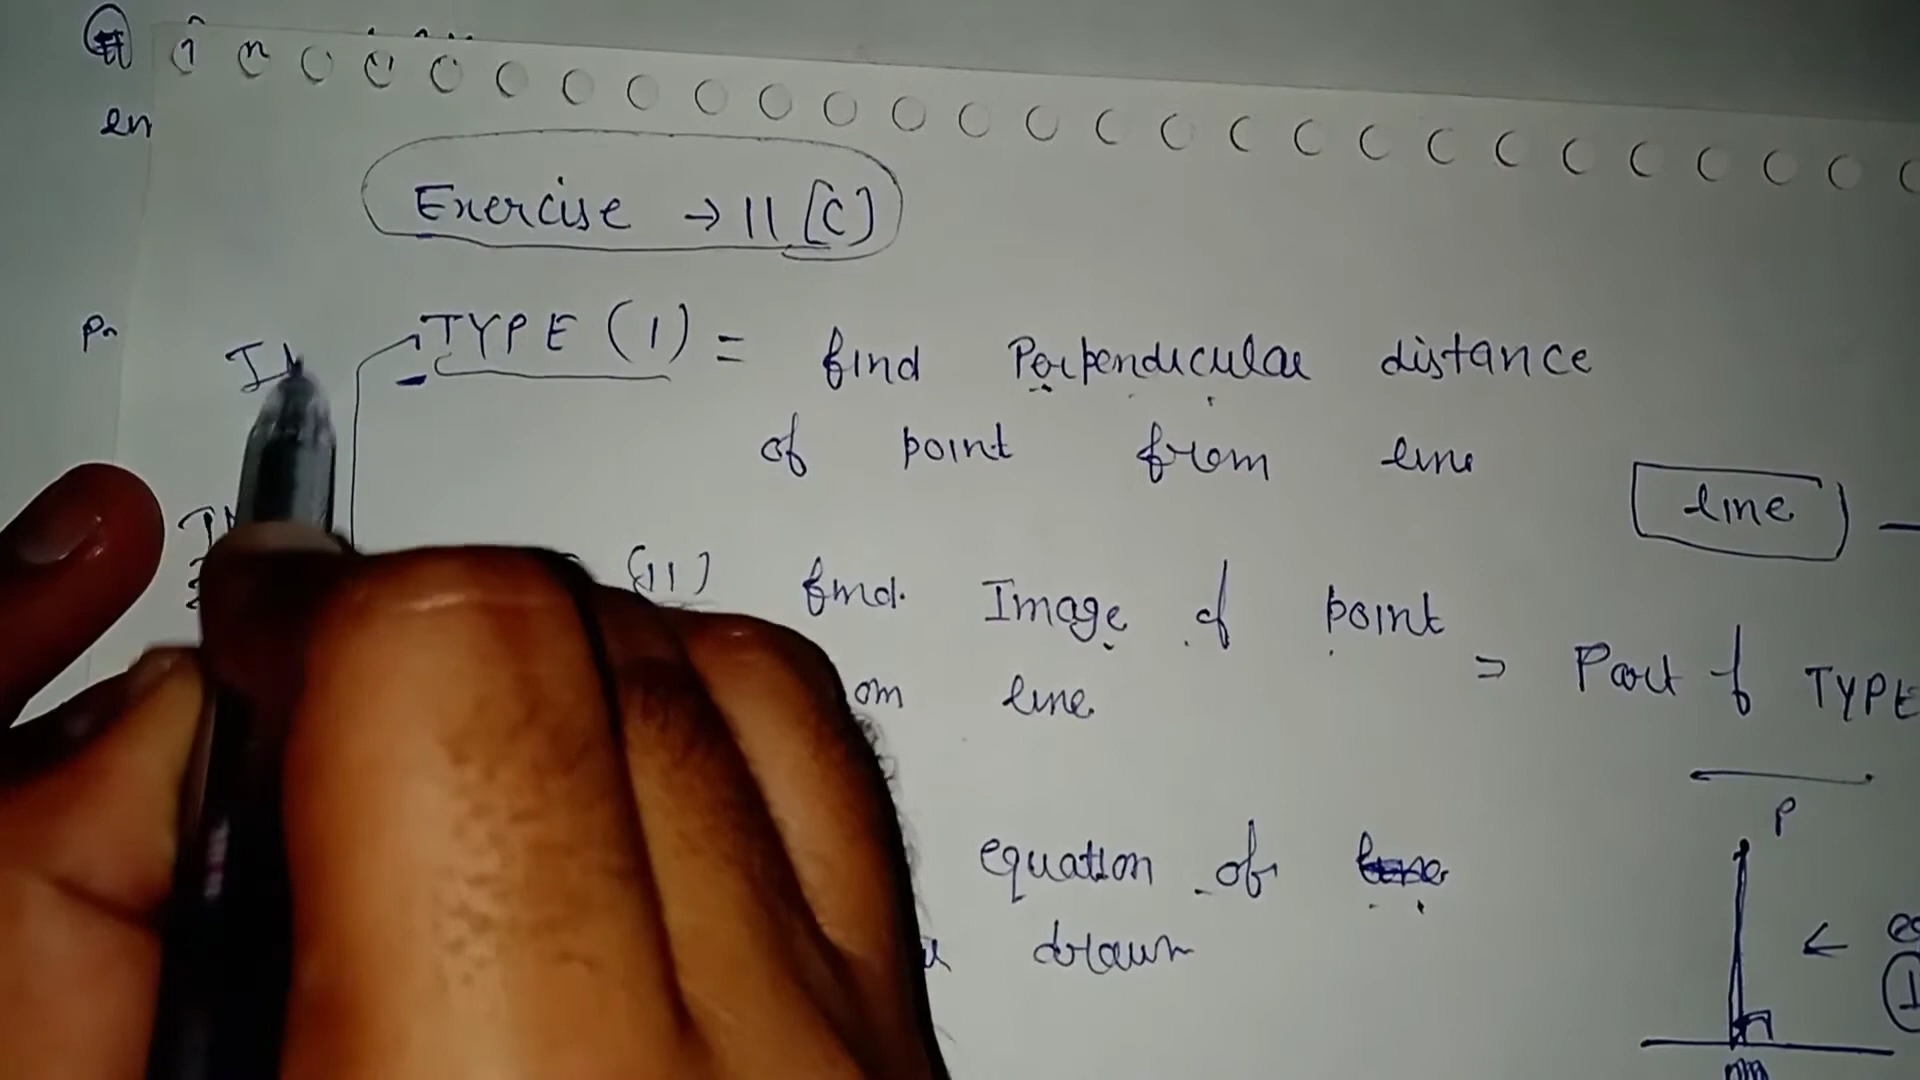 en
Exercise → 11 [C]
TYPE (1) = find Perpendicular distance
of point from line
line
(11) find. Image of point
om line
= Part of TYPE
P
equation of
drawn